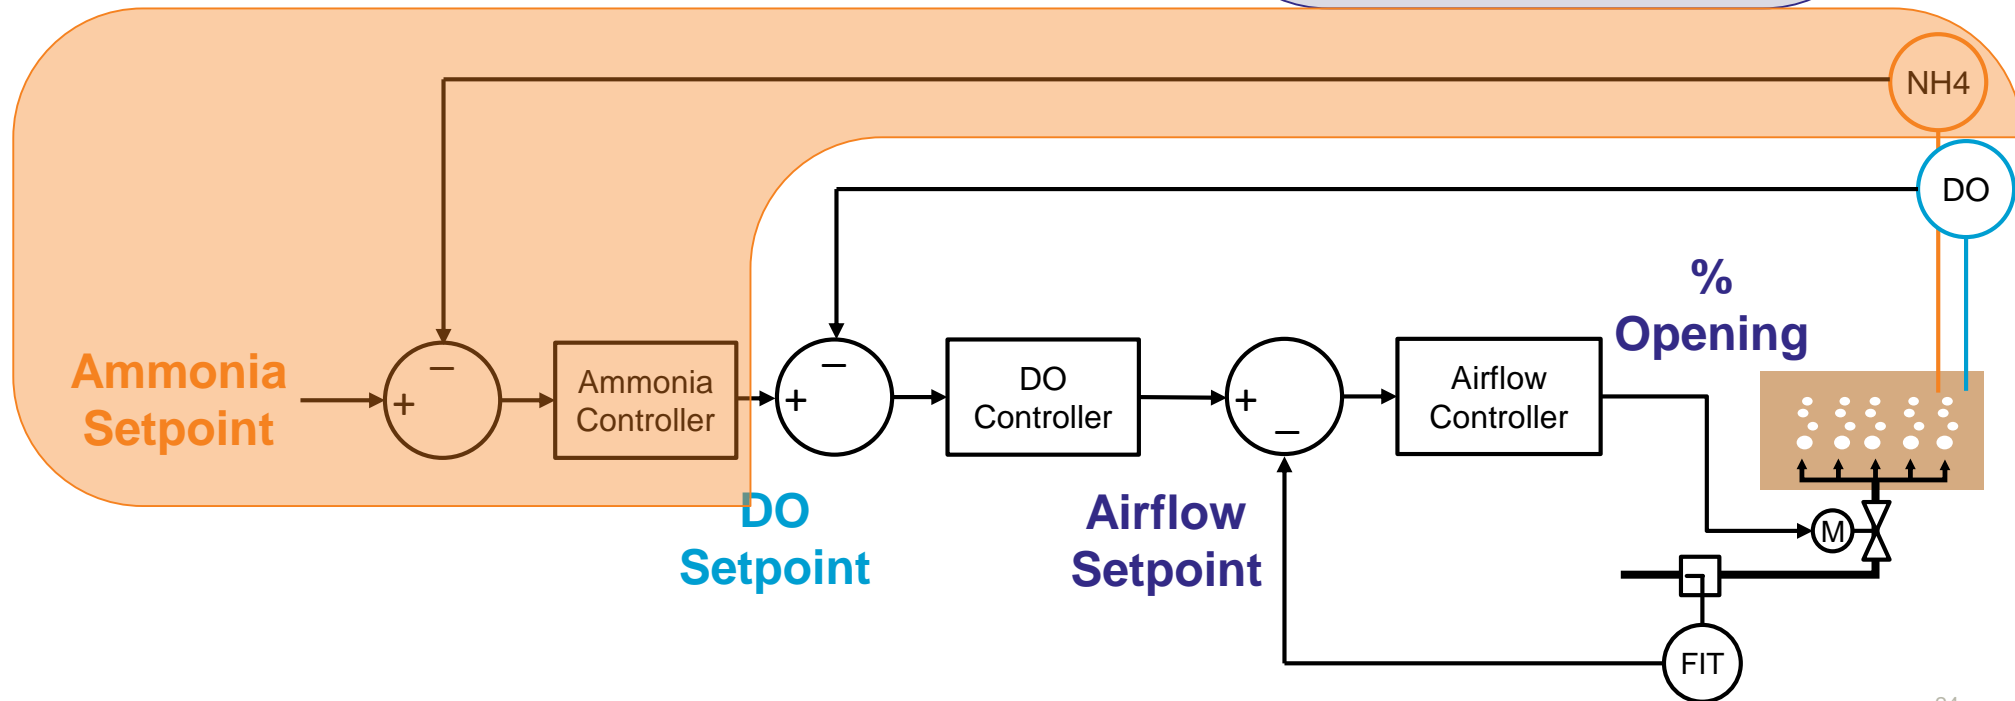 NH4
DO
%
Opening
Ammonia
Setpoint
–
+
Ammonia
Controller
–
+
DO
Controller
+
–
Airflow
Controller
DO
Setpoint
Airflow
Setpoint
M
FIT